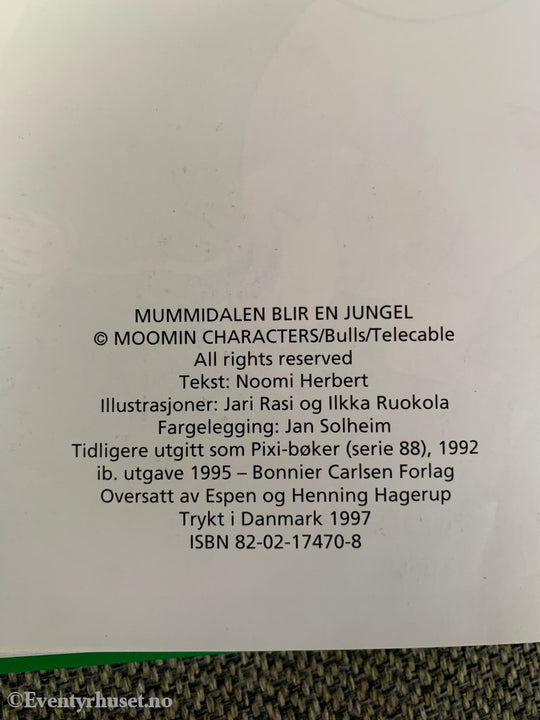 MUMMIDALEN BLIR EN JUNGEL
© MOOMIN CHARACTERS/Bulls/Telecable
All rights reserved
Tekst: Noomi Herbert
Illustrasjoner: Jari Rasi og Ilkka Ruokola
Fargelegging: Jan Solheim
Tidligere utgitt som Pixi-bøker (serie 88), 1992
ib. utgave 1995 – Bonnier Carlsen Forlag
Oversatt av Espen og Henning Hagerup
Trykt i Danmark 1997
ISBN 82-02-17470-8
©Eventyrhuset.no